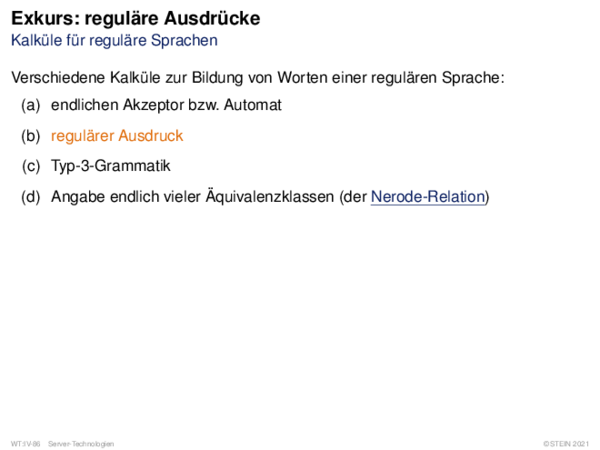 Exkurs: reguläre Ausdrücke
Kalküle für reguläre Sprachen
Verschiedene Kalküle zur Bildung von Worten einer regulären Sprache:
(a) endlichen Akzeptor bzw. Automat
(b) regulärer Ausdruck
(c) Typ-3-Grammatik
(d) Angabe endlich vieler Äquivalenzklassen (der Nerode-Relation)
WT:IV-86 Server-Technologien ©STEIN 2021